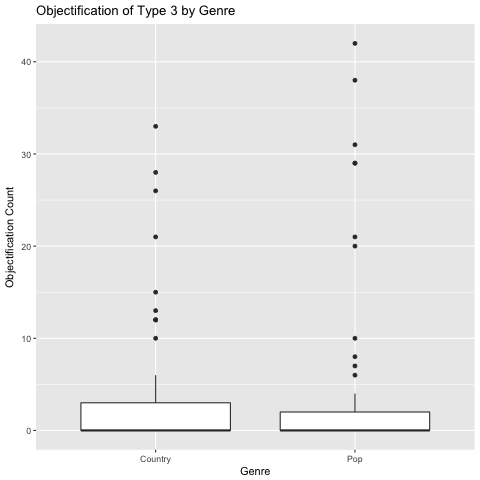 Objectification of Type 3 by Genre
Objectification Count
40
30
20
10
0
Country
Pop
Genre